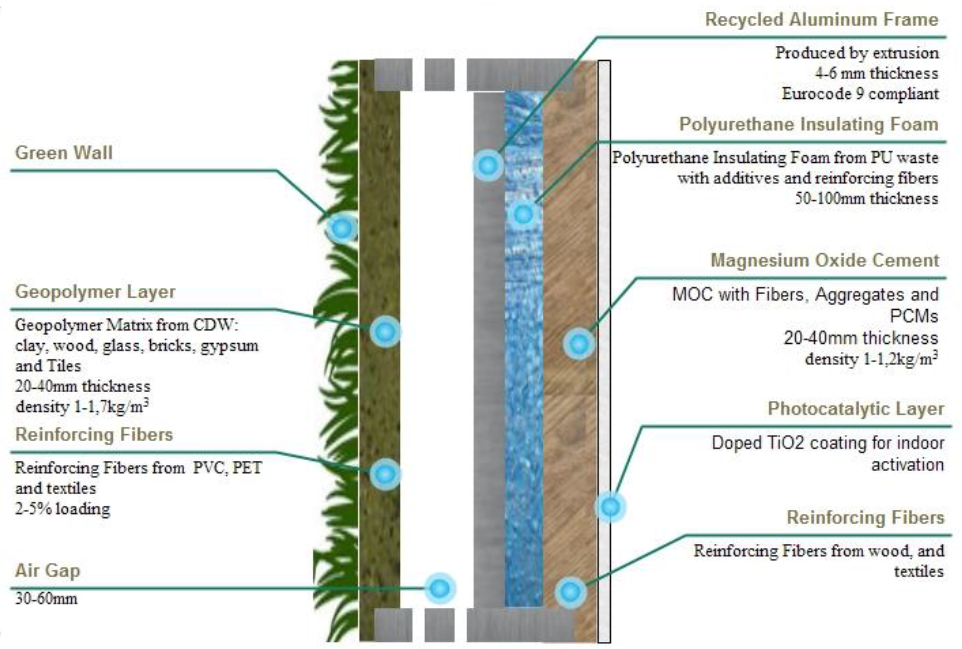 Green Wall
Geopolymer Layer
Geopolymer Matrix from CDW:
clay, wood, glass, bricks, gypsum
and Tiles
20-40mm thickness
density 1-1,7kg/m³
Reinforcing Fibers
Reinforcing Fibers from PVC, PET
and textiles
2-5% loading
Air Gap
30-60mm
Recycled Aluminum Frame
Produced by extrusion
4-6 mm thickness
Eurocode 9 compliant
Polyurethane Insulating Foam
Polyurethane Insulating Foam from PU waste
with additives and reinforcing fibers
50-100mm thickness
Magnesium Oxide Cement
MOC with Fibers, Aggregates and
PCMs
20-40mm thickness
density 1-1,2kg/m³
Photocatalytic Layer
Doped TiO2 coating for indoor
activation
Reinforcing Fibers
Reinforcing Fibers from wood, and
textiles